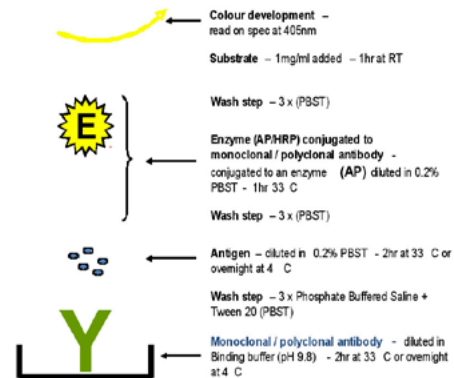 Colour development –
read on spec at 405nm
Substrate – 1mg/ml added – 1hr at RT
Wash step – 3 x (PBST)
E
Enzyme (AP/HRP) conjugated to
monoclonal / polyclonal antibody -
conjugated to an enzyme (AP) diluted in 0.2%
PBST - 1hr 33 C
Wash step – 3 x (PBST)
Antigen – diluted in 0.2% PBST - 2hr at 33 C or
overnight at 4 C
Wash step – 3 x Phosphate Buffered Saline +
Tween 20 (PBST)
Monoclonal / polyclonal antibody - diluted in
Binding buffer (pH 9.8) - 2hr at 33 C or overnight
at 4 C